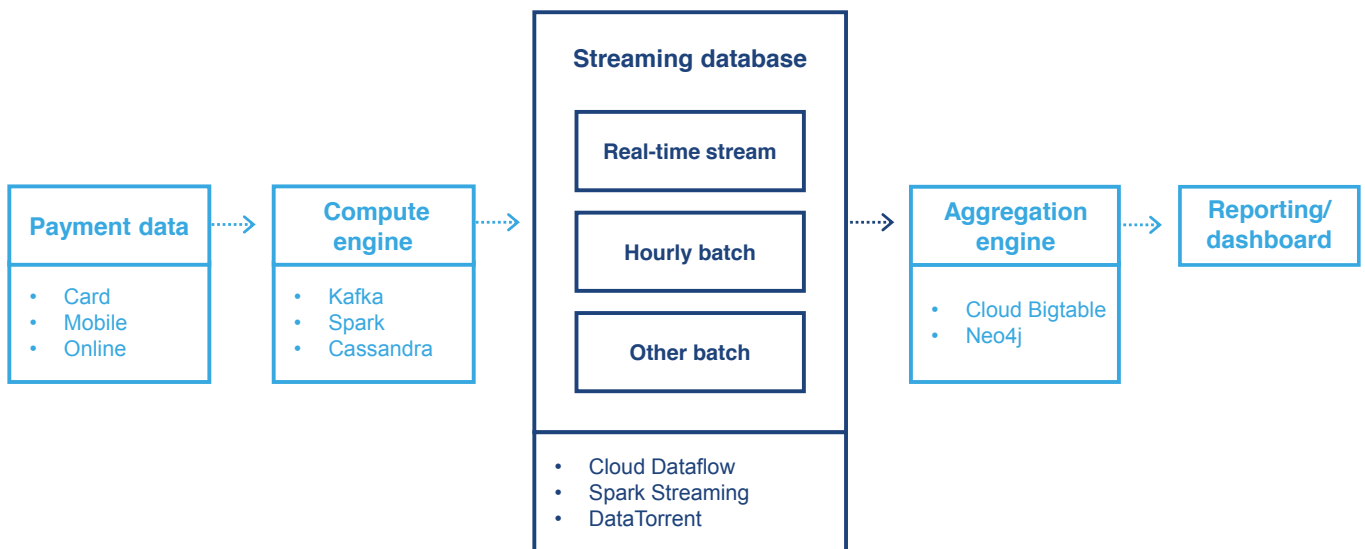 Payment data
• Card
• Mobile
• Online
Compute
engine
• Kafka
• Spark
• Cassandra
Streaming database
Real-time stream
Hourly batch
Other batch
• Cloud Dataflow
• Spark Streaming
• DataTorrent
Aggregation
engine
• Cloud Bigtable
• Neo4j
Reporting/
dashboard